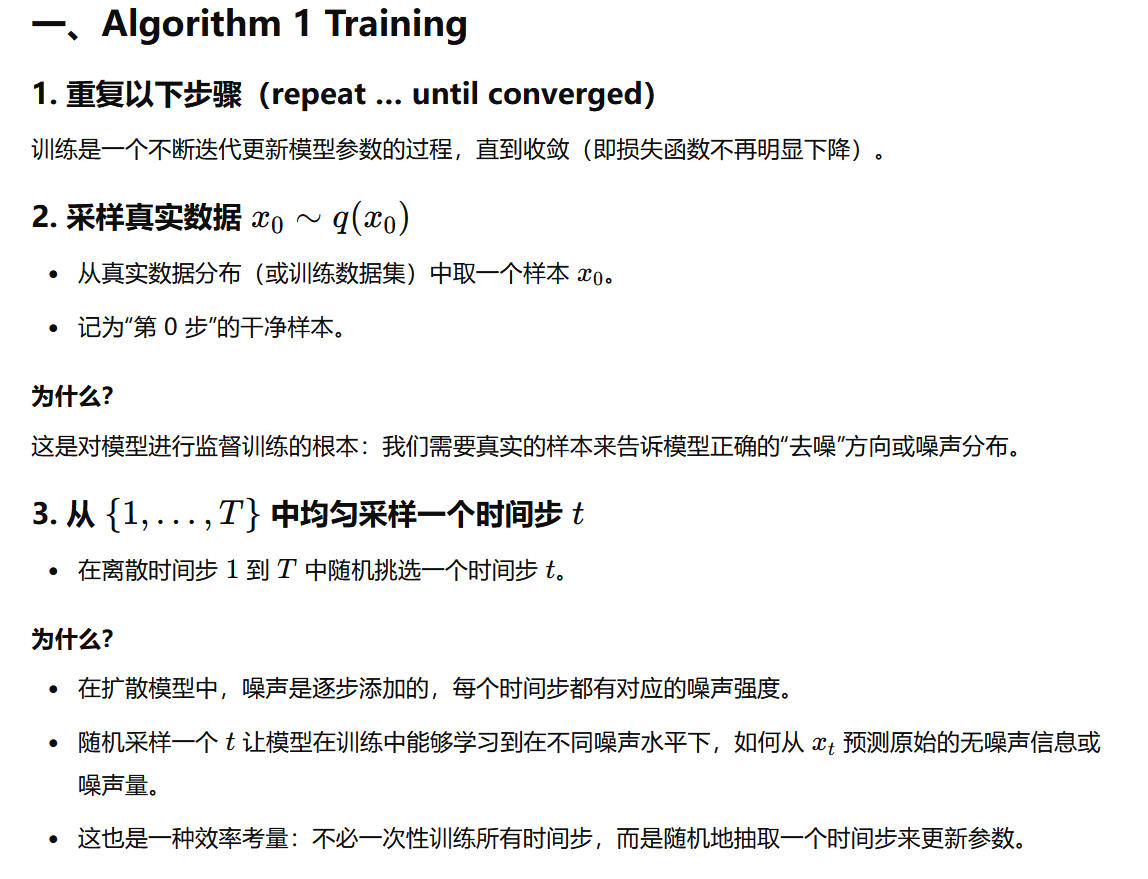 一、Algorithm 1 Training
1. 重复以下步骤（repeat … until converged）
训练是一个不断迭代更新模型参数的过程，直到收敛（即损失函数不再明显下降）。
2. 采样真实数据 x₀ ∼ q(x₀)
• 从真实数据分布（或训练数据集）中取一个样本 x₀。
• 记为“第 0 步”的干净样本。
为什么？
这是对模型进行监督训练的根本：我们需要真实的样本来告诉模型正确的“去噪”方向或噪声分布。
3. 从 {1, . . . , T} 中均匀采样一个时间步 t
• 在离散时间步 1 到 T 中随机挑选一个时间步 t。
为什么？
• 在扩散模型中，噪声是逐步添加的，每个时间步都有对应的噪声强度。
• 随机采样一个 t 让模型在训练中能够学习到在不同噪声水平下，如何从 xₜ 预测原始的无噪声信息或
噪声量。
• 这也是一种效率考量：不必一次性训练所有时间步，而是随机地抽取一个时间步来更新参数。